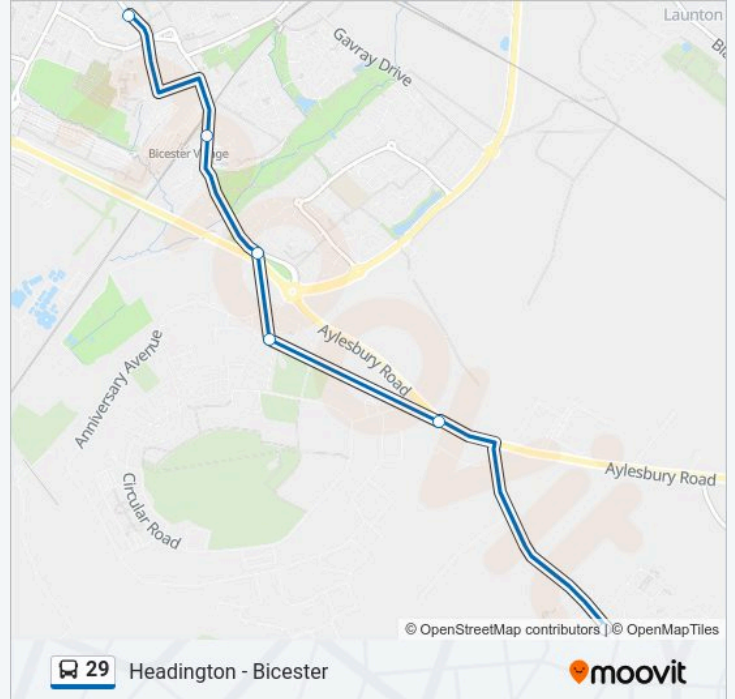 Launton
Bla
Gavray Drive
Bicester Village
Aylesbury Road
Anniversary Avenue
Aylesbury Road
Circular Road
© OpenStreetMap contributors | © OpenMapTiles
29 Headington - Bicester
moovit